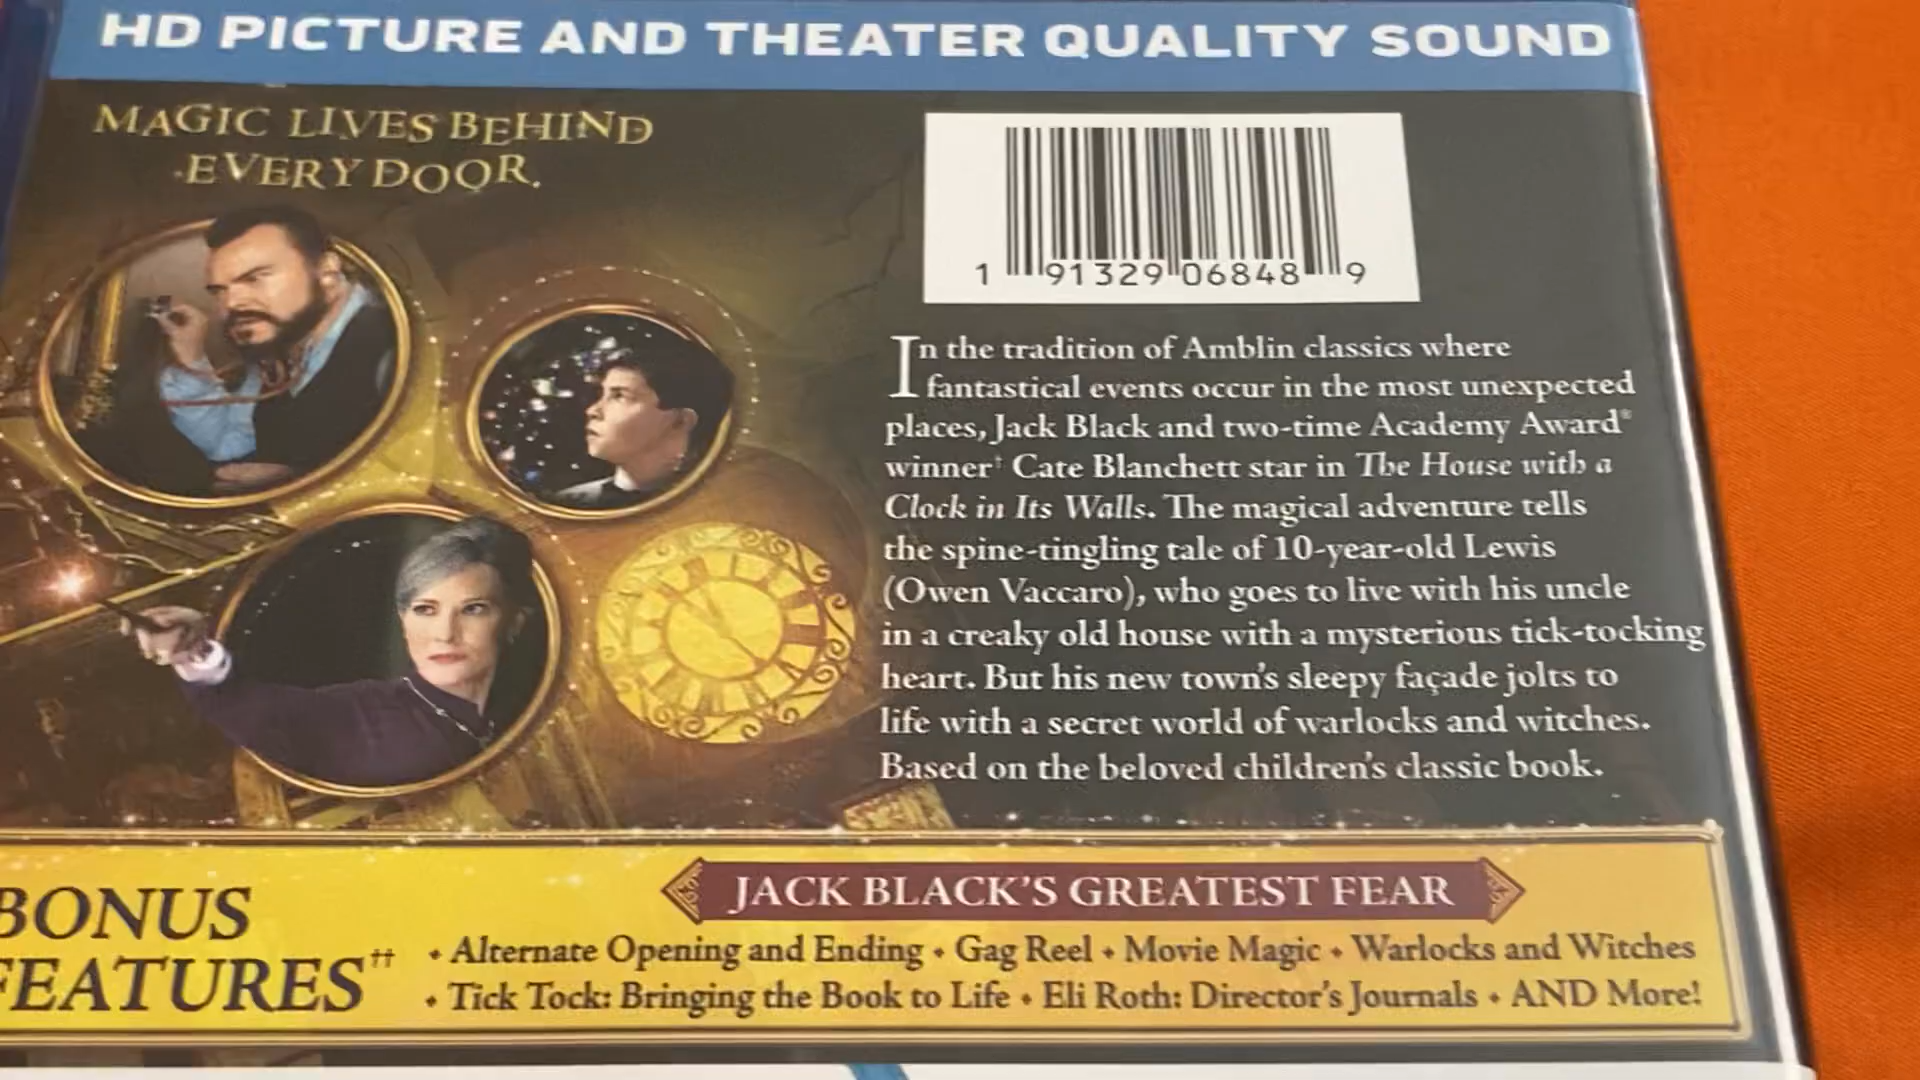 HD PICTURE AND THEATER QUALITY SOUND
MAGIC LIVES BEHIND
EVERY DOOR.
1 91329 06848 9
In the tradition of Amblin classics where
fantastical events occur in the most unexpected
places, Jack Black and two-time Academy Award®
winner† Cate Blanchett star in The House with a
Clock in Its Walls. The magical adventure tells
the spine-tingling tale of 10-year-old Lewis
(Owen Vaccaro), who goes to live with his uncle
in a creaky old house with a mysterious tick-tocking
heart. But his new town's sleepy façade jolts to
life with a secret world of warlocks and witches.
Based on the beloved children's classic book.
BONUS
FEATURES††
JACK BLACK'S GREATEST FEAR
• Alternate Opening and Ending • Gag Reel • Movie Magic • Warlocks and Witches
• Tick Tock: Bringing the Book to Life • Eli Roth: Director's Journals • AND More!